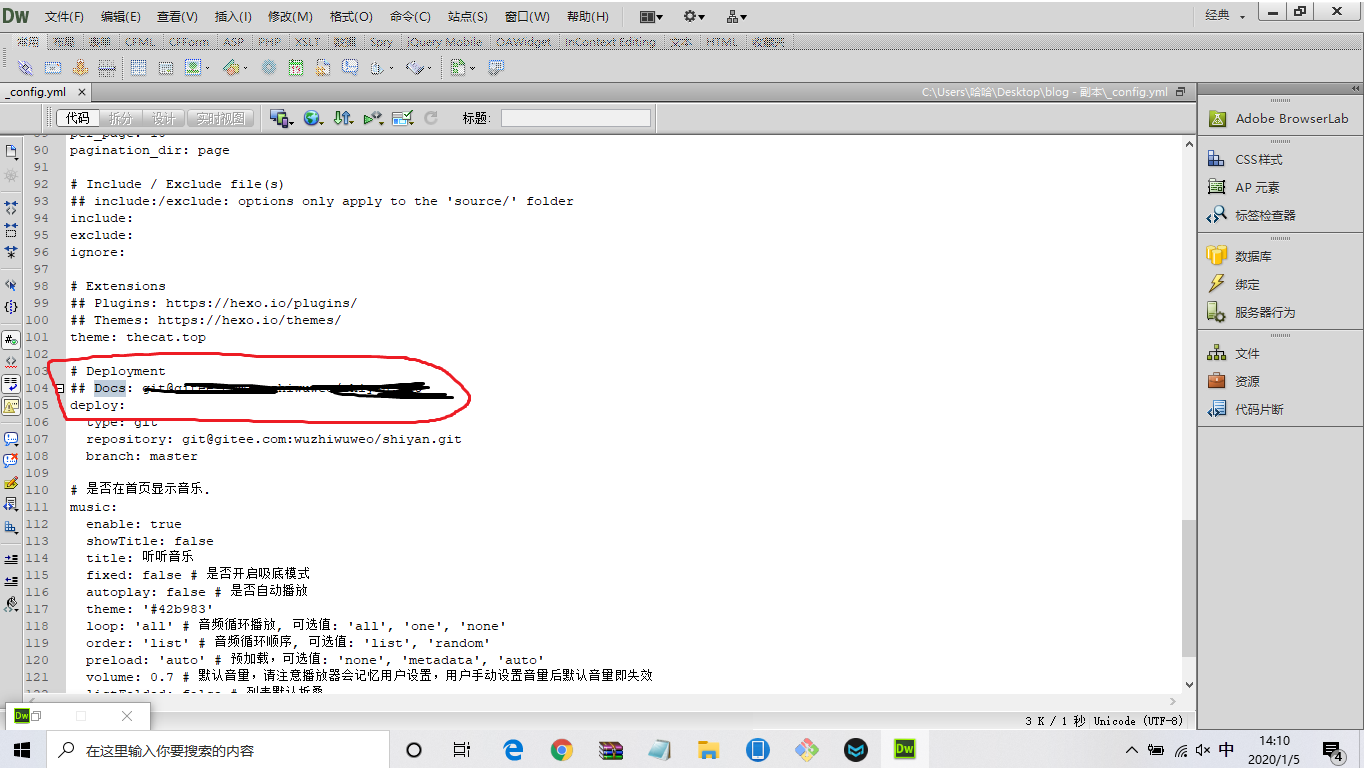 Dw 文件(F) 编辑(E) 查看(V) 插入(I) 修改(M) 格式(O) 命令(C) 站点(S) 窗口(W) 帮助(H) 经典
常用 布局 表单 CFML CFForm ASP PHP XSLT 数据 Spry jQuery Mobile OAWidget InContext Editing 文本 HTML 收藏夹
_config.yml C:\Users\哈哈\Desktop\blog - 副本\_config.yml
代码 拆分 设计 实时视图 标题:
89 per_page: 10
90 pagination_dir: page
91
92 # Include / Exclude file(s)
93 ## include:/exclude: options only apply to the 'source/' folder
94 include:
95 exclude:
96 ignore:
97
98 # Extensions
99 ## Plugins: https://hexo.io/plugins/
100 ## Themes: https://hexo.io/themes/
101 theme: thecat.top
102
103 # Deployment
104 ## Docs: git@gitee
105 deploy:
106 type: git
107 repository: git@gitee.com:wuzhiwuweo/shiyan.git
108 branch: master
109
110 # 是否在首页显示音乐.
111 music:
112 enable: true
113 showTitle: false
114 title: 听听音乐
115 fixed: false # 是否开启吸底模式
116 autoplay: false # 是否自动播放
117 theme: '#42b983'
118 loop: 'all' # 音频循环播放, 可选值: 'all', 'one', 'none'
119 order: 'list' # 音频循环顺序, 可选值: 'list', 'random'
120 preload: 'auto' # 预加载，可选值: 'none', 'metadata', 'auto'
121 volume: 0.7 # 默认音量，请注意播放器会记忆用户设置，用户手动设置音量后默认音量即失效
122 listFolded: false # 列表默认折叠
Adobe BrowserLab
CSS样式
AP 元素
标签检查器
数据库
绑定
服务器行为
文件
资源
代码片断
3 K / 1 秒 Unicode (UTF-8)
Dw
在这里输入你要搜索的内容
Dw
中
14:10
2020/1/5
4